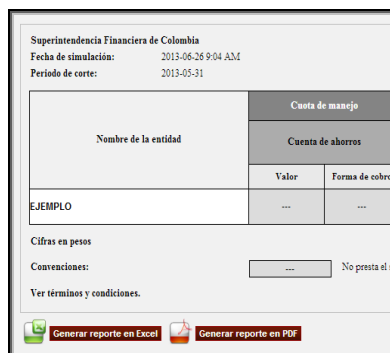 Superintendencia Financiera de Colombia
Fecha de simulación: 2013-06-26 9:04 AM
Periodo de corte: 2013-05-31
Nombre de la entidad
Cuota de manejo
Cuenta de ahorros
Valor Forma de cobro
EJEMPLO --- ---
Cifras en pesos
Convenciones: --- No presta el s
Ver términos y condiciones.
Generar reporte en Excel Generar reporte en PDF